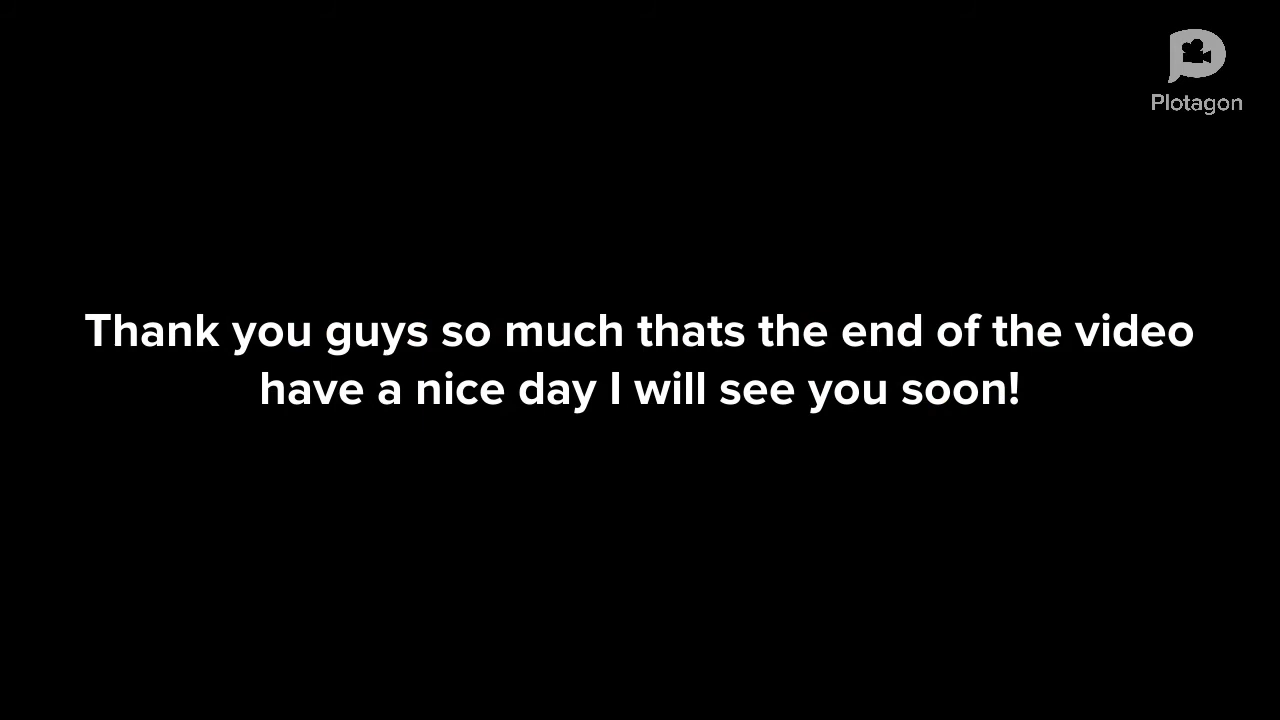 Plotagon
Thank you guys so much thats the end of the video
have a nice day I will see you soon!